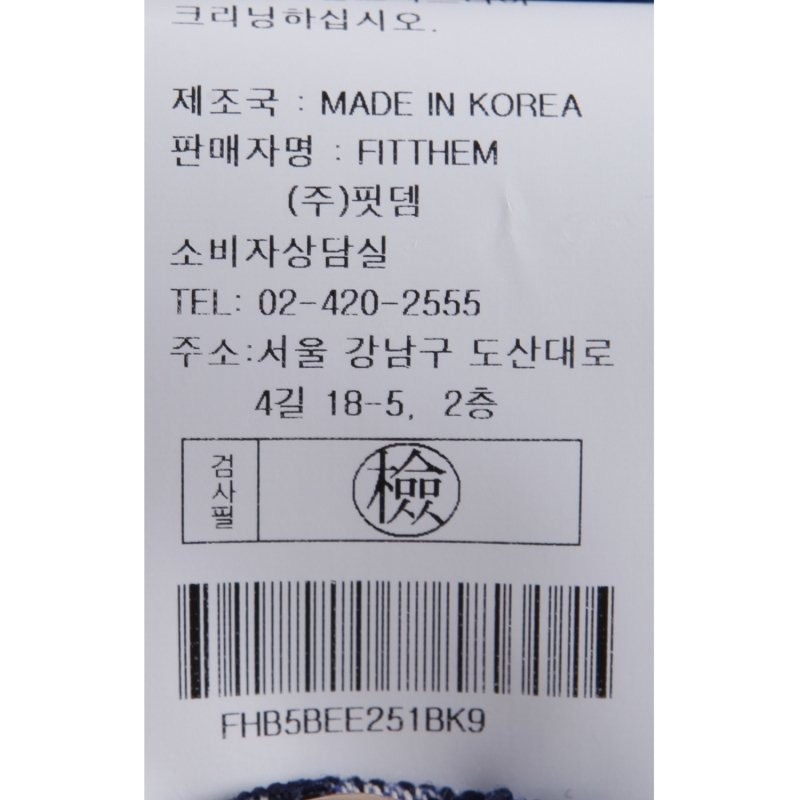 크리닝하십시오.
제조국 : MADE IN KOREA
판매자명 : FITTHEM
(주)핏뎀
소비자상담실
TEL: 02-420-2555
주소:서울 강남구 도산대로
4길 18-5, 2층
검사필
檢
FHB5BEE251BK9